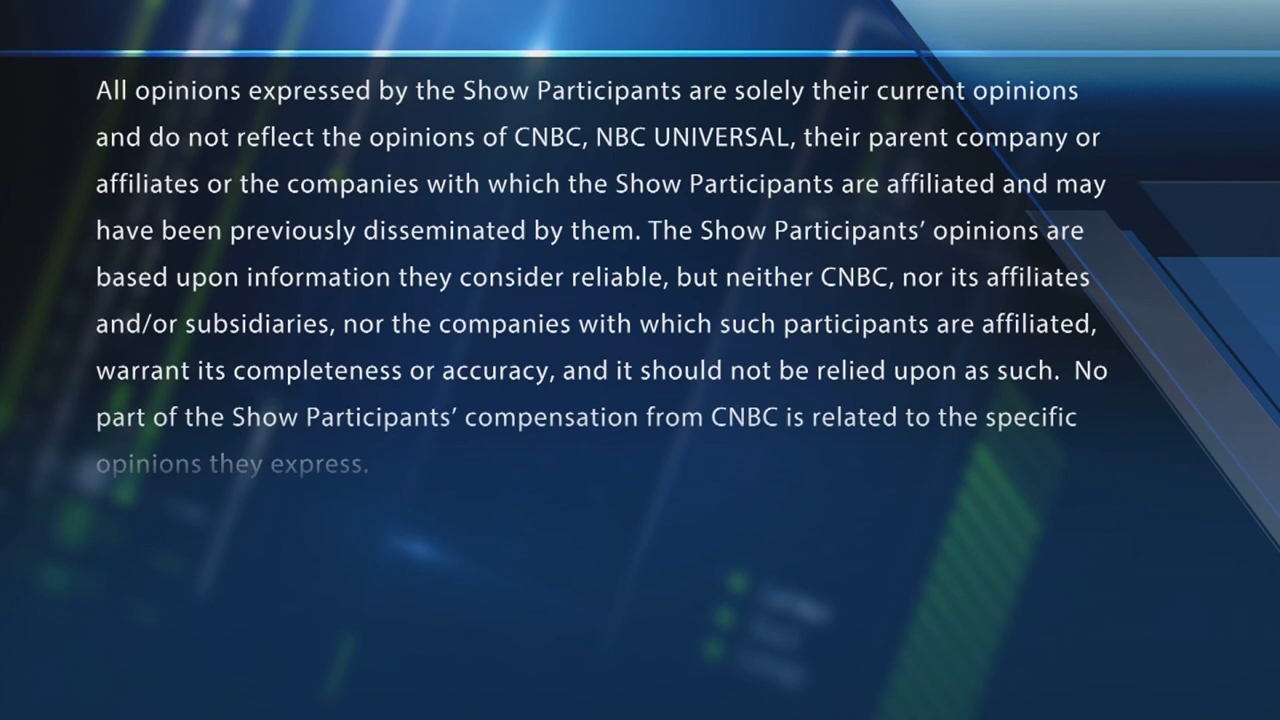 All opinions expressed by the Show Participants are solely their current opinions
and do not reflect the opinions of CNBC, NBC UNIVERSAL, their parent company or
affiliates or the companies with which the Show Participants are affiliated and may
have been previously disseminated by them. The Show Participants’ opinions are
based upon information they consider reliable, but neither CNBC, nor its affiliates
and/or subsidiaries, nor the companies with which such participants are affiliated,
warrant its completeness or accuracy, and it should not be relied upon as such.  No
part of the Show Participants’ compensation from CNBC is related to the specific
opinions they express.